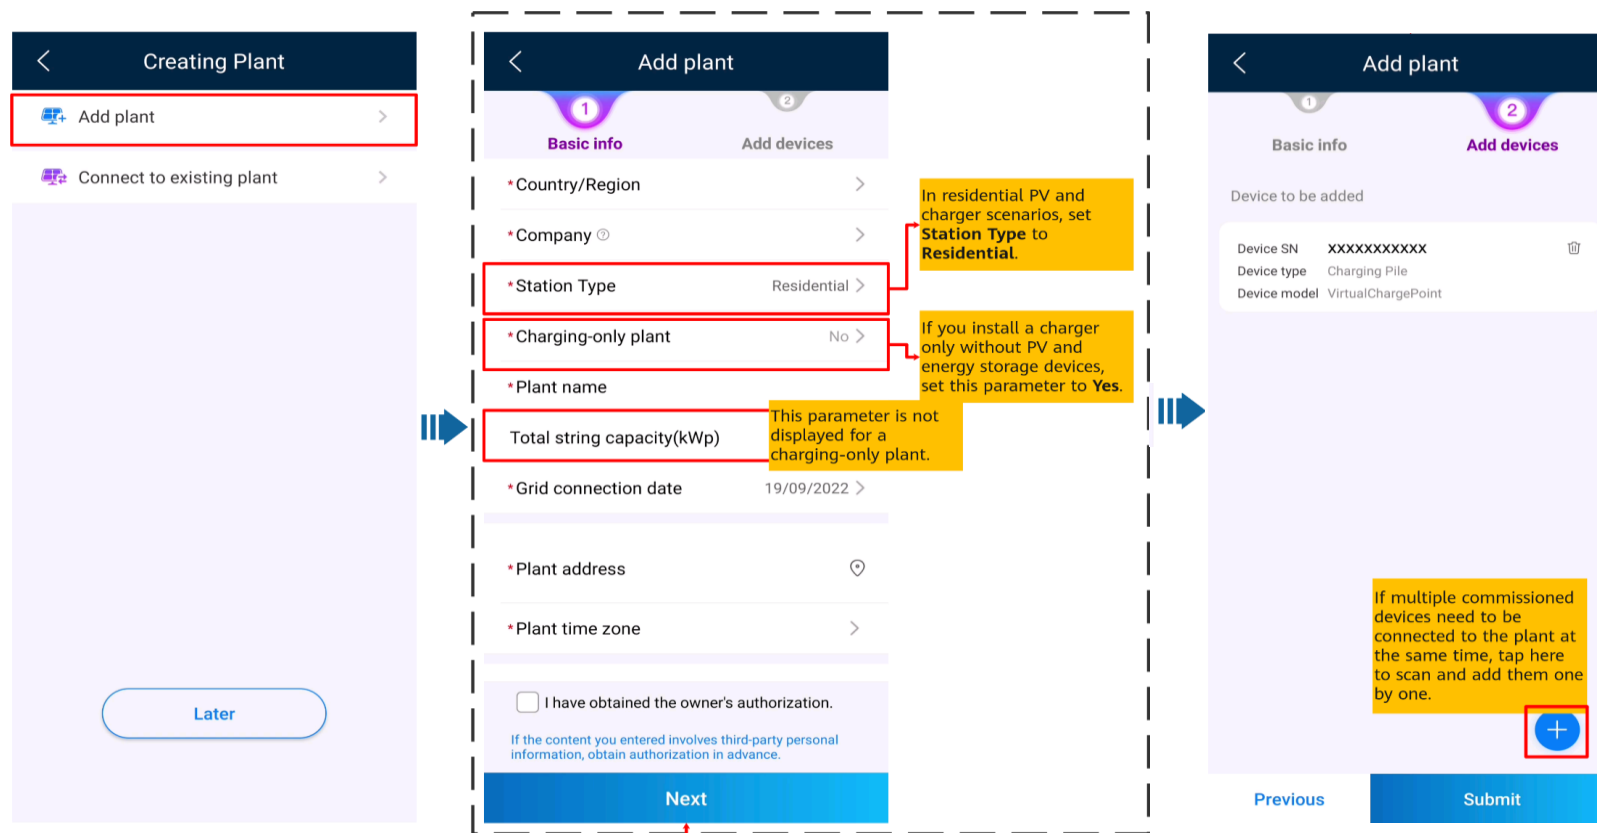 Creating Plant
Add plant
Connect to existing plant
Later
Add plant
1
2
Basic info
Add devices
*Country/Region
*Company ?
*Station Type
Residential
*Charging-only plant
No
*Plant name
Total string capacity(kWp)
*Grid connection date
19/09/2022
*Plant address
*Plant time zone
I have obtained the owner's authorization.
If the content you entered involves third-party personal
information, obtain authorization in advance.
Next
In residential PV and
charger scenarios, set
Station Type to
Residential.
If you install a charger
only without PV and
energy storage devices,
set this parameter to Yes.
This parameter is not
displayed for a
charging-only plant.
Add plant
1
2
Basic info
Add devices
Device to be added
Device SN XXXXXXXXXXX
Device type Charging Pile
Device model VirtualChargePoint
If multiple commissioned
devices need to be
connected to the plant at
the same time, tap here
to scan and add them one
by one.
Previous
Submit